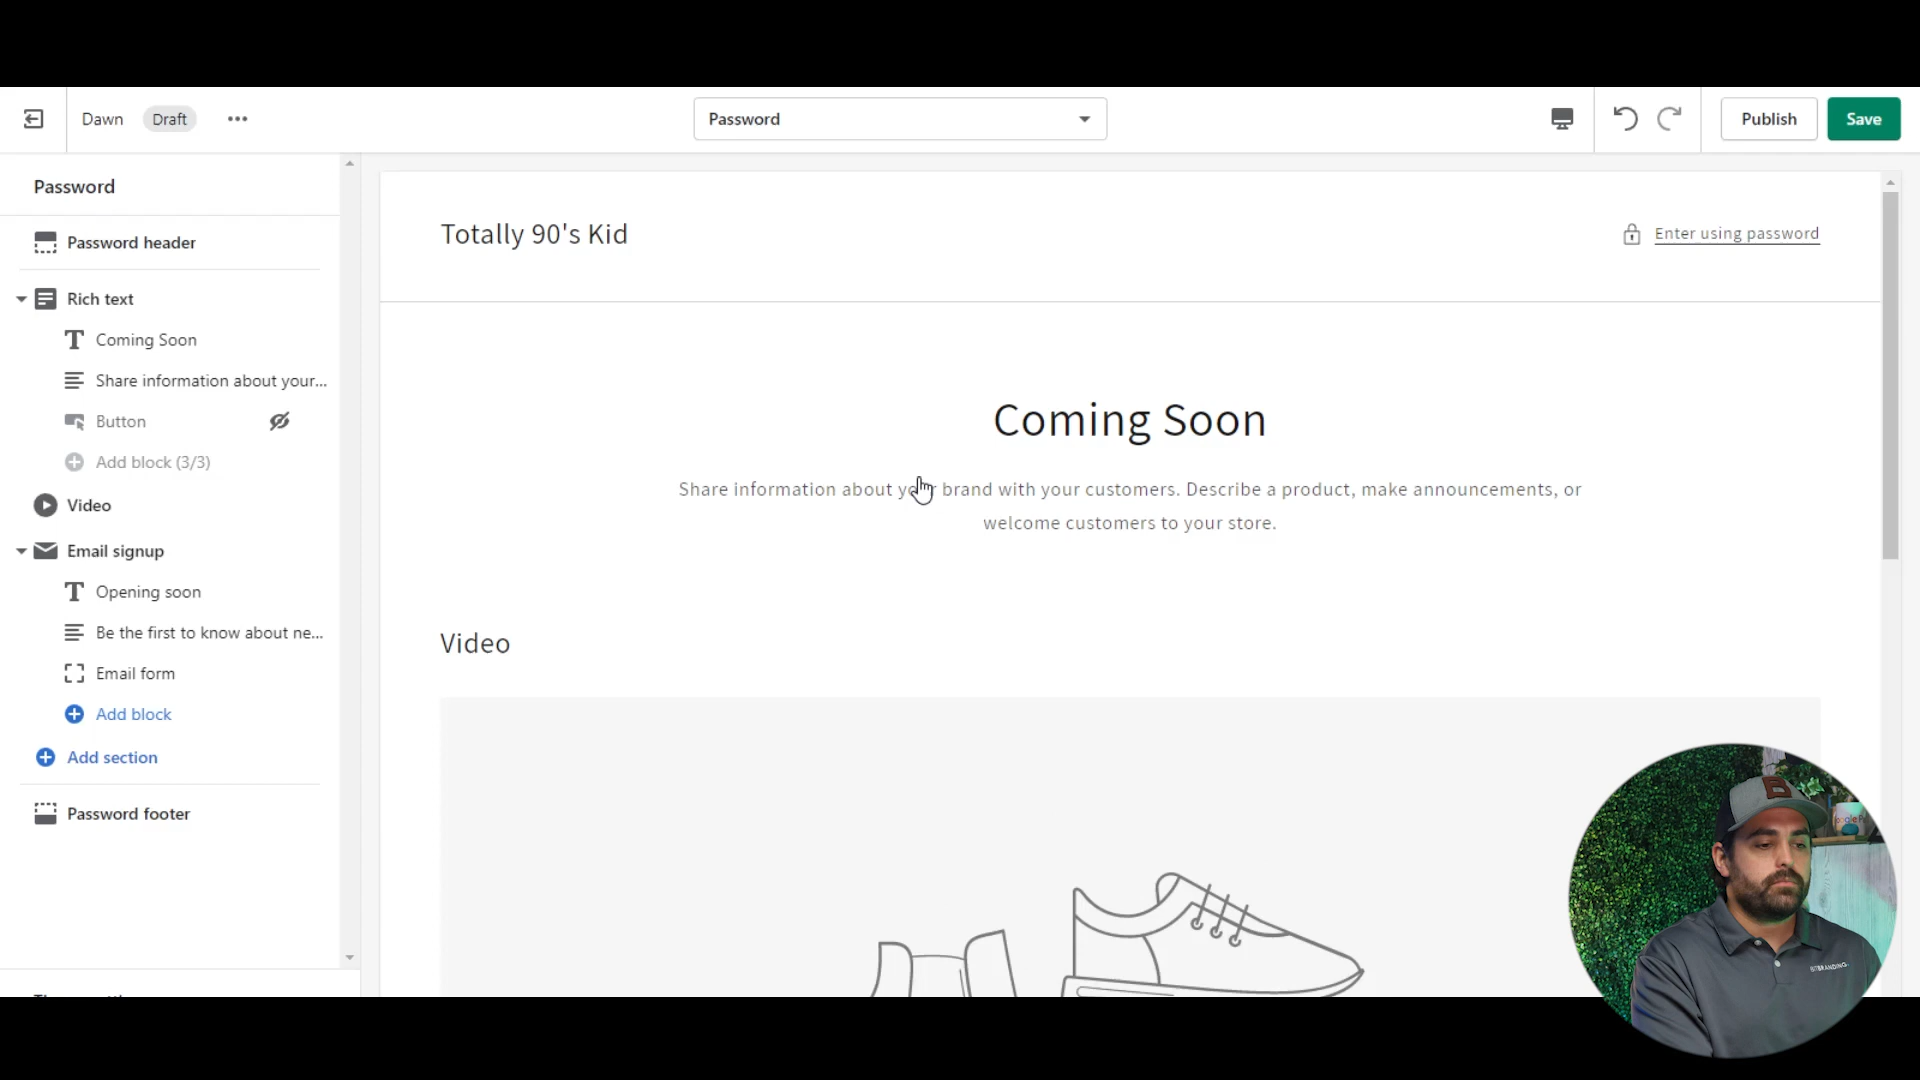 Dawn
Draft
Password
Publish
Save
Password
Password header
Rich text
Coming Soon
Share information about your...
Button
Add block (3/3)
Video
Email signup
Opening soon
Be the first to know about ne...
Email form
Add block
Add section
Password footer
Totally 90's Kid
Enter using password
Coming Soon
Share information about your brand with your customers. Describe a product, make announcements, or
welcome customers to your store.
Video
B
BITBRANDING